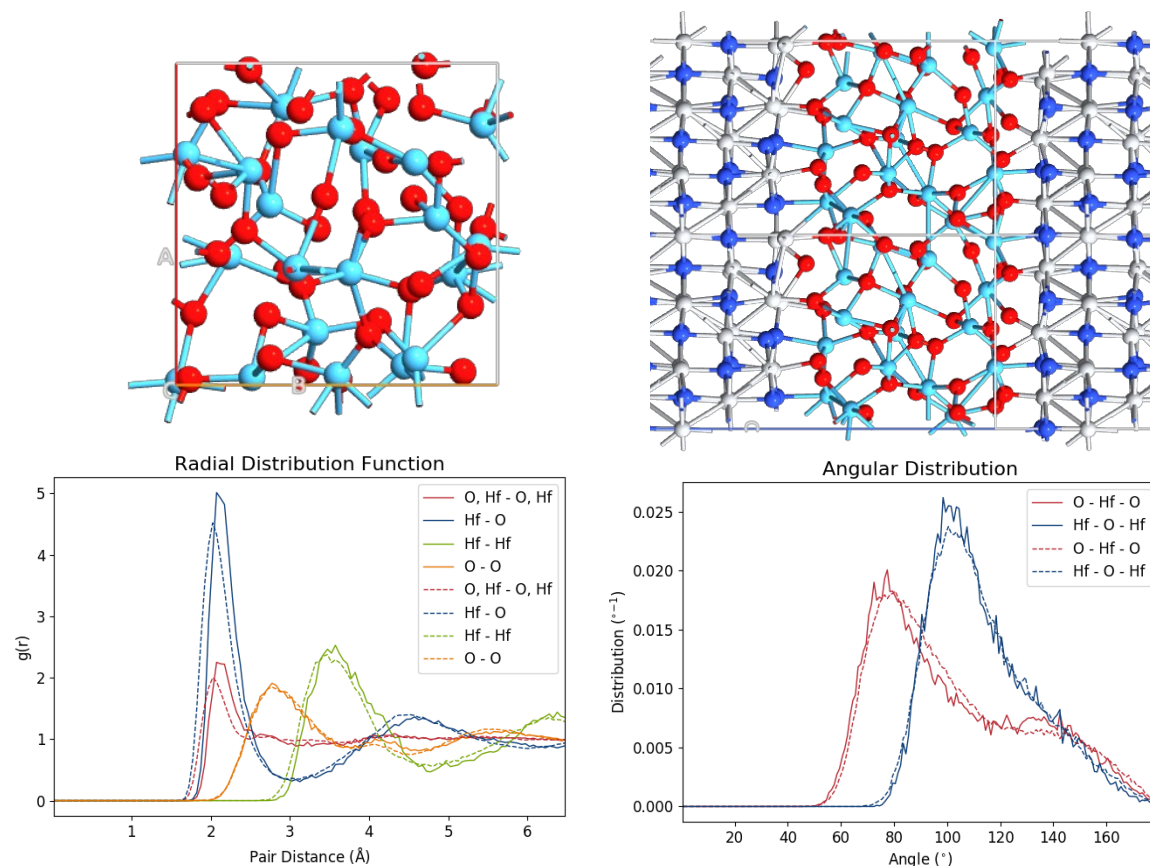 A
C
B
C
Radial Distribution Function
5
4
3
2
1
0
g(r)
1 2 3 4 5 6
Pair Distance (Å)
O, Hf - O, Hf
Hf - O
Hf - Hf
O - O
O, Hf - O, Hf
Hf - O
Hf - Hf
O - O
Angular Distribution
0.025
0.020
0.015
0.010
0.005
0.000
Distribution (°⁻¹)
20 40 60 80 100 120 140 160
Angle (°)
O - Hf - O
Hf - O - Hf
O - Hf - O
Hf - O - Hf